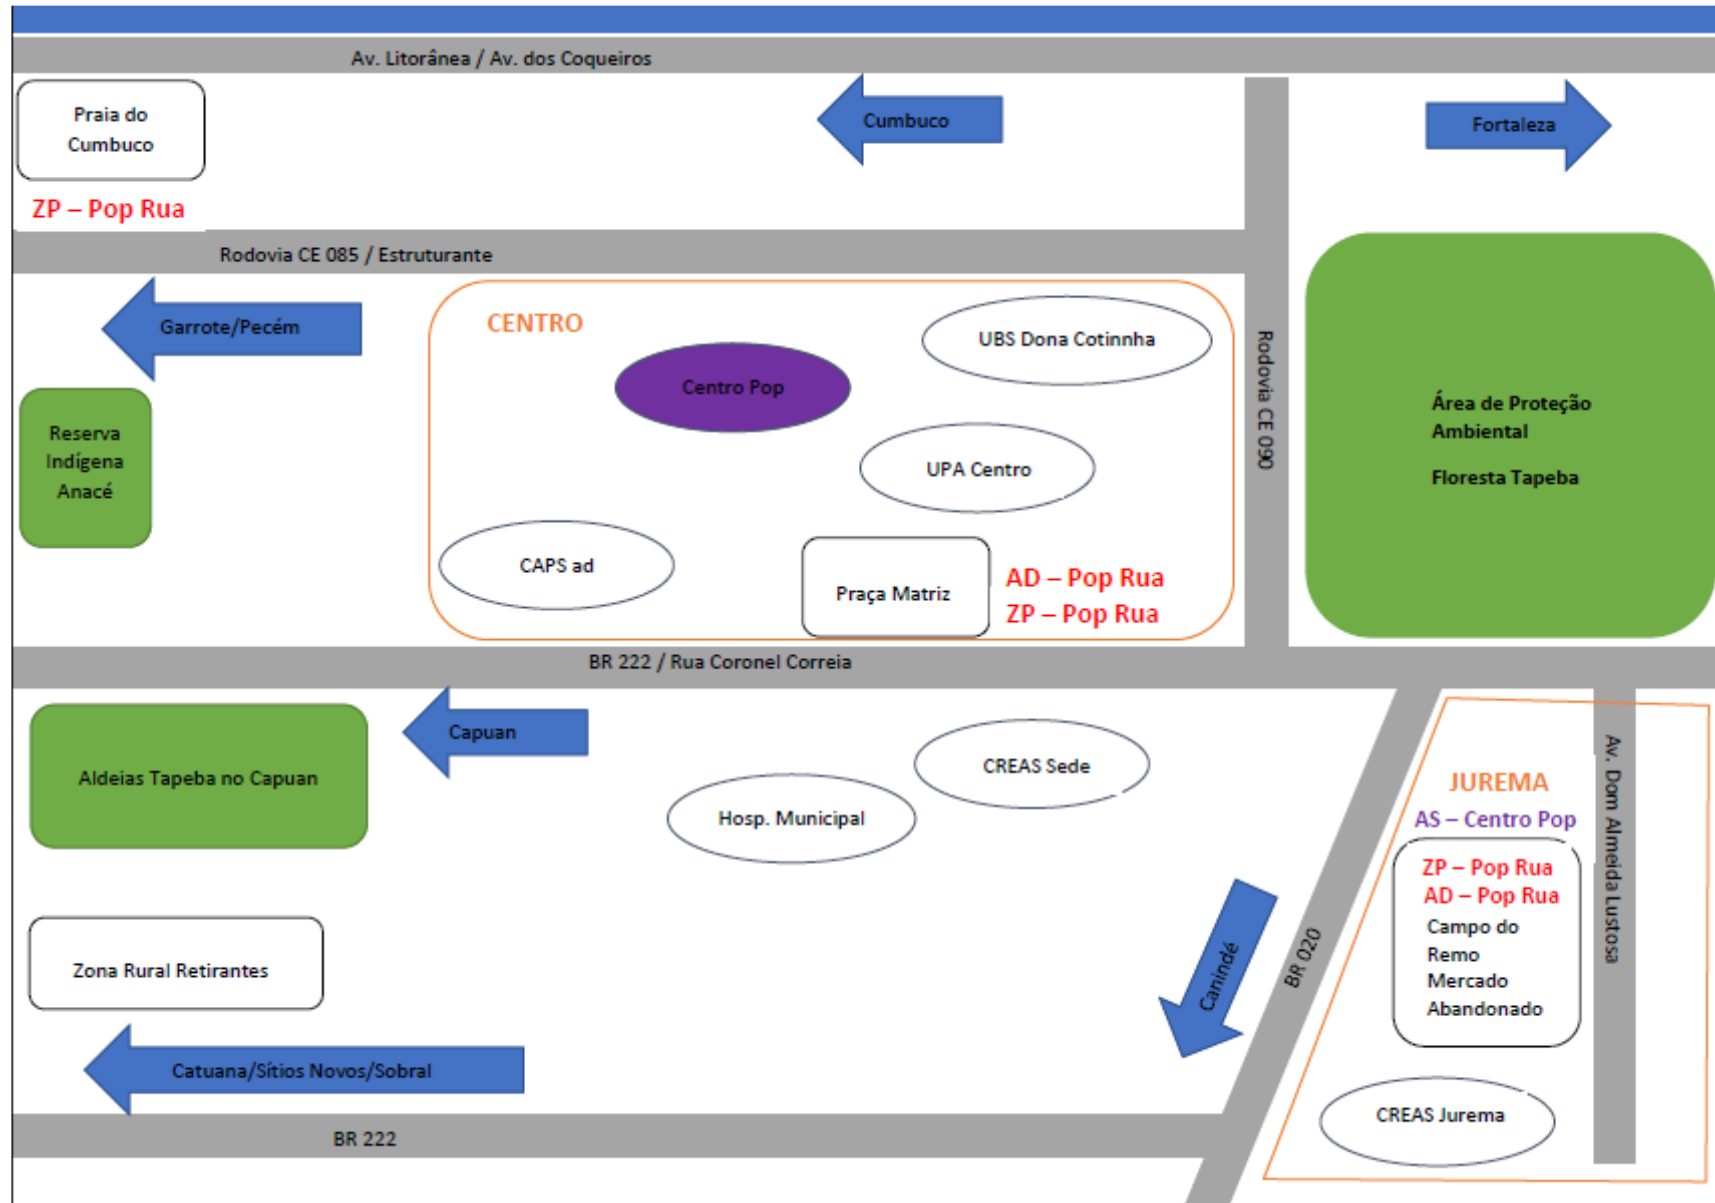 Av. Litorânea / Av. dos Coqueiros
Praia do
Cumbuco
Cumbuco
Fortaleza
ZP – Pop Rua
Rodovia CE 085 / Estruturante
Garrote/Pecém
CENTRO
UBS Dona Cotinnha
Centro Pop
Rodovia CE 090
Reserva
Indígena
Anacé
UPA Centro
Área de Proteção
Ambiental
Floresta Tapeba
CAPS ad
Praça Matriz
AD – Pop Rua
ZP – Pop Rua
BR 222 / Rua Coronel Correia
Capuan
Aldeias Tapeba no Capuan
CREAS Sede
Hosp. Municipal
JUREMA
AS – Centro Pop
Av. Dom Almeida Lustosa
ZP – Pop Rua
AD – Pop Rua
Campo do
Remo
Mercado
Abandonado
Zona Rural Retirantes
Canindé
BR 020
Catuana/Sítios Novos/Sobral
CREAS Jurema
BR 222